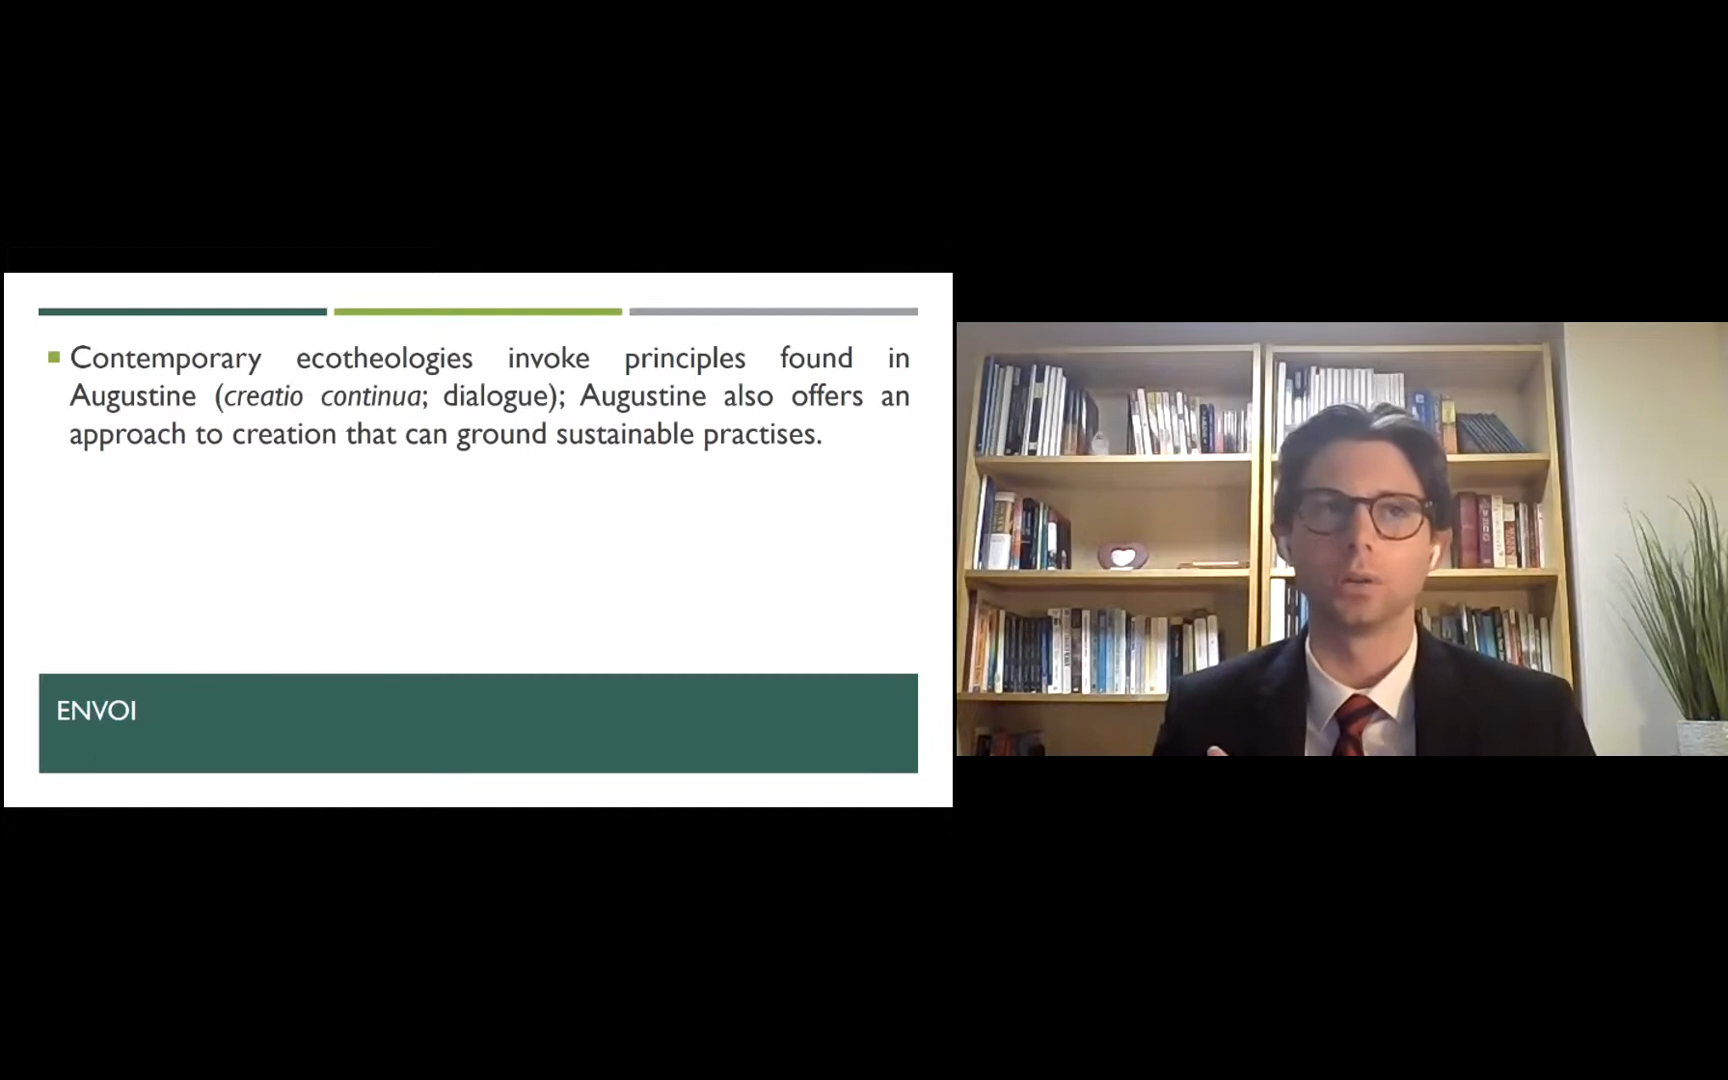 Contemporary ecotheologies invoke principles found in
Augustine (creatio continua; dialogue); Augustine also offers an
approach to creation that can ground sustainable practises.
ENVOI